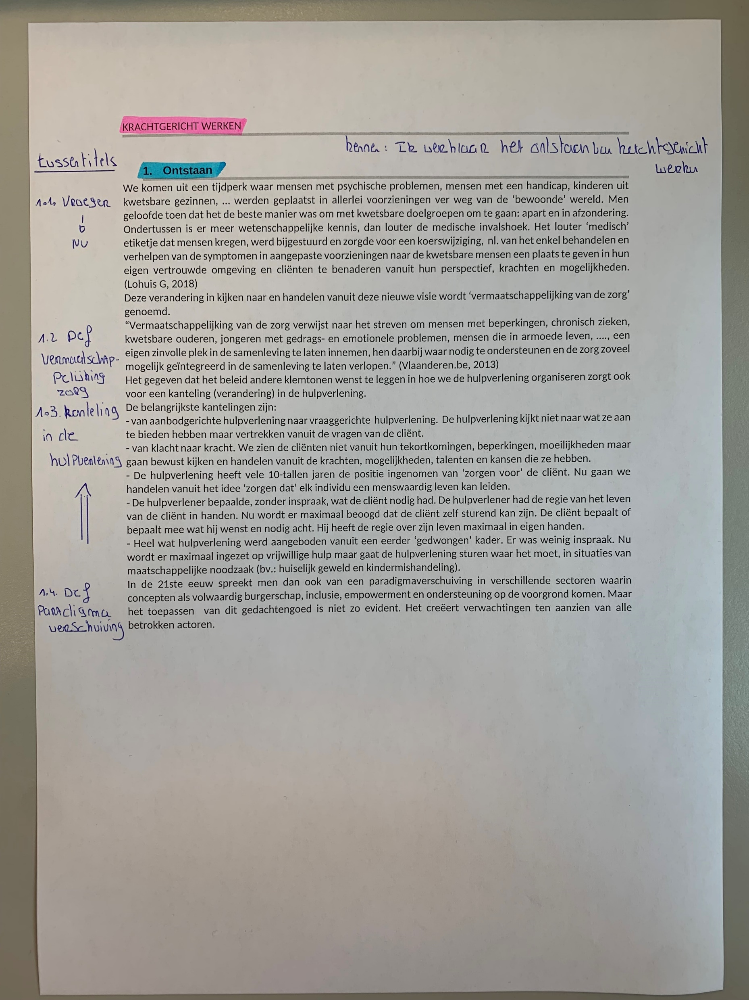 KRACHTGERICHT WERKEN
kennen: Ik verklaar het ontstaan van krachtgericht
werken
tussentitels
1. Ontstaan
We komen uit een tijdperk waar mensen met psychische problemen, mensen met een handicap, kinderen uit
1.1. Vroeger
kwetsbare gezinnen, ... werden geplaatst in allerlei voorzieningen ver weg van de ‘bewoonde’ wereld. Men
geloofde toen dat het de beste manier was om met kwetsbare doelgroepen om te gaan: apart en in afzondering.
Ondertussen is er meer wetenschappelijke kennis, dan louter de medische invalshoek. Het louter ‘medisch’
NU
etiketje dat mensen kregen, werd bijgestuurd en zorgde voor een koerswijziging, nl. van het enkel behandelen en
verhelpen van de symptomen in aangepaste voorzieningen naar de kwetsbare mensen een plaats te geven in hun
eigen vertrouwde omgeving en cliënten te benaderen vanuit hun perspectief, krachten en mogelijkheden.
(Lohuis G, 2018)
Deze verandering in kijken naar en handelen vanuit deze nieuwe visie wordt ‘vermaatschappelijking van de zorg’
genoemd.
“Vermaatschappelijking van de zorg verwijst naar het streven om mensen met beperkingen, chronisch zieken,
1.2 Def
kwetsbare ouderen, jongeren met gedrags- en emotionele problemen, mensen die in armoede leven, ...., een
eigen zinvolle plek in de samenleving te laten innemen, hen daarbij waar nodig te ondersteunen en de zorg zoveel
vermaatschap-
mogelijk geïntegreerd in de samenleving te laten verlopen.” (Vlaanderen.be, 2013)
pelijking
Het gegeven dat het beleid andere klemtonen wenst te leggen in hoe we de hulpverlening organiseren zorgt ook
zorg
voor een kanteling (verandering) in de hulpverlening.
1.3. kanteling
De belangrijkste kantelingen zijn:
- van aanbodgerichte hulpverlening naar vraaggerichte hulpverlening. De hulpverlening kijkt niet naar wat ze aan
in de
te bieden hebben maar vertrekken vanuit de vragen van de cliënt.
- van klacht naar kracht. We zien de cliënten niet vanuit hun tekortkomingen, beperkingen, moeilijkheden maar
hulpverlening
gaan bewust kijken en handelen vanuit de krachten, mogelijkheden, talenten en kansen die ze hebben.
- De hulpverlening heeft vele 10-tallen jaren de positie ingenomen van ‘zorgen voor’ de cliënt. Nu gaan we
handelen vanuit het idee ‘zorgen dat’ elk individu een menswaardig leven kan leiden.
- De hulpverlener bepaalde, zonder inspraak, wat de cliënt nodig had. De hulpverlener had de regie van het leven
van de cliënt in handen. Nu wordt er maximaal beoogd dat de cliënt zelf sturend kan zijn. De cliënt bepaalt of
bepaalt mee wat hij wenst en nodig acht. Hij heeft de regie over zijn leven maximaal in eigen handen.
- Heel wat hulpverlening werd aangeboden vanuit een eerder ‘gedwongen’ kader. Er was weinig inspraak. Nu
wordt er maximaal ingezet op vrijwillige hulp maar gaat de hulpverlening sturen waar het moet, in situaties van
maatschappelijke noodzaak (bv.: huiselijk geweld en kindermishandeling).
In de 21ste eeuw spreekt men dan ook van een paradigmaverschuiving in verschillende sectoren waarin
1.4. Def
concepten als volwaardig burgerschap, inclusie, empowerment en ondersteuning op de voorgrond komen. Maar
Paradigma
het toepassen van dit gedachtengoed is niet zo evident. Het creëert verwachtingen ten aanzien van alle
verschuiving
betrokken actoren.